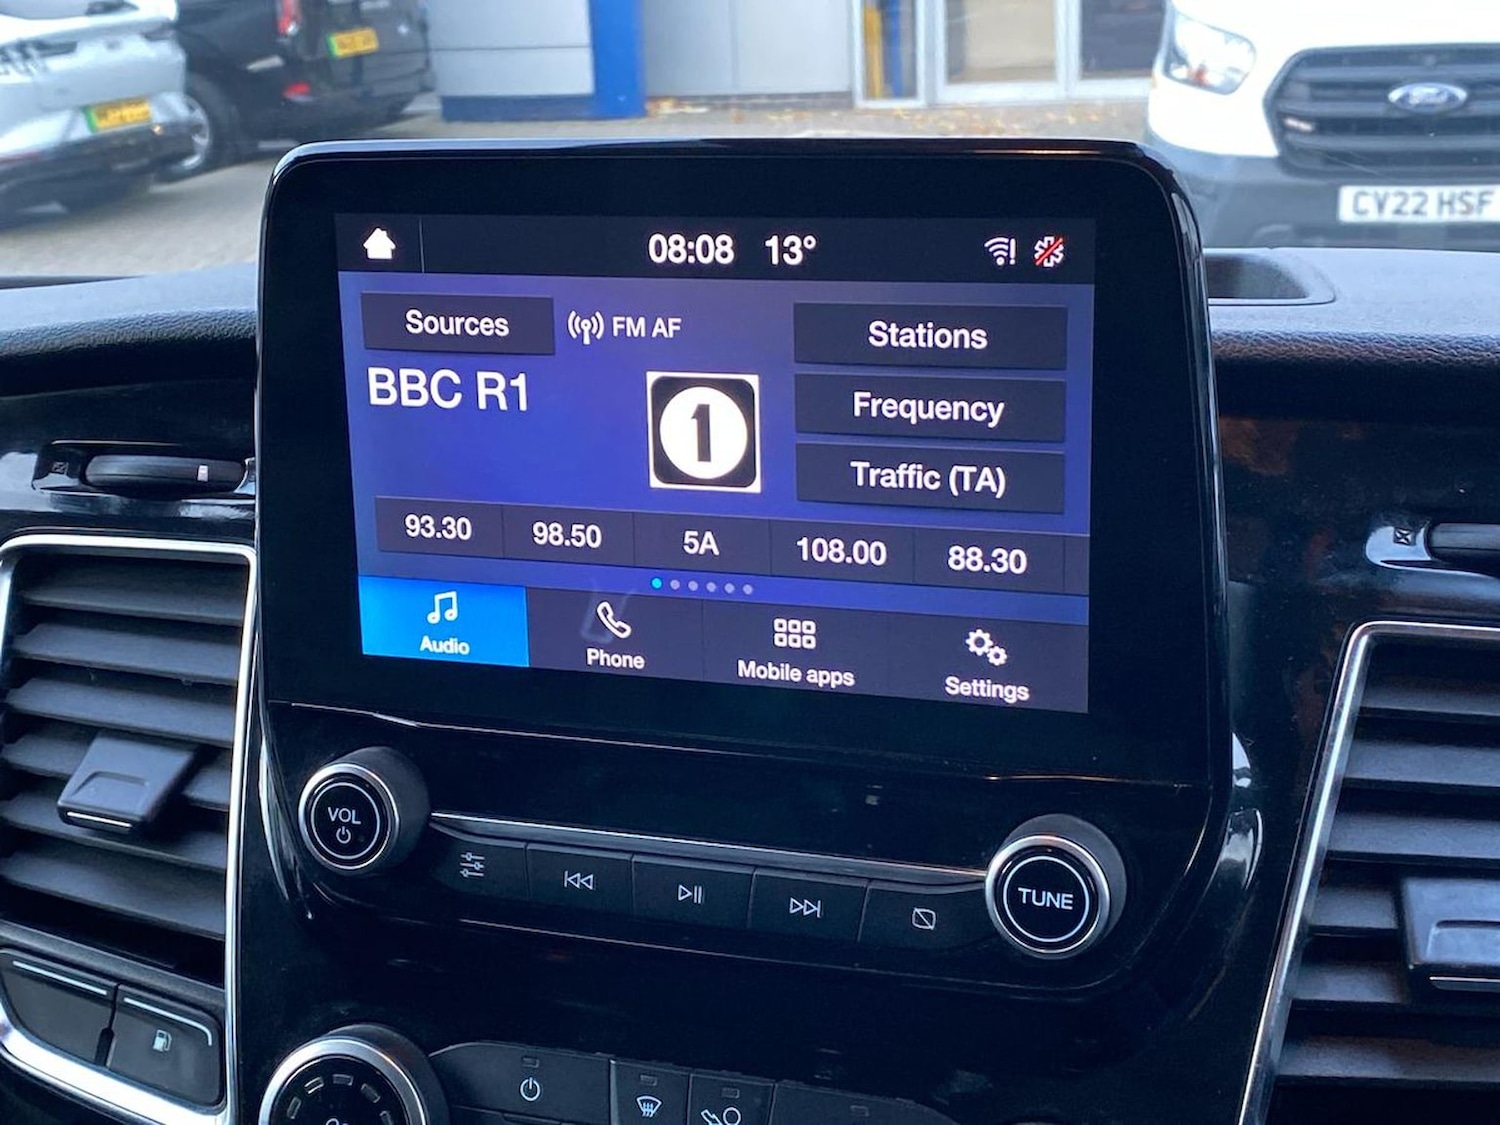 Ford
CY22 HSF
08:08 13°
Sources
FM AF
Stations
BBC R1
1
Frequency
Traffic (TA)
93.30 98.50 5A 108.00 88.30
Audio
Phone
Mobile apps
Settings
VOL
TUNE